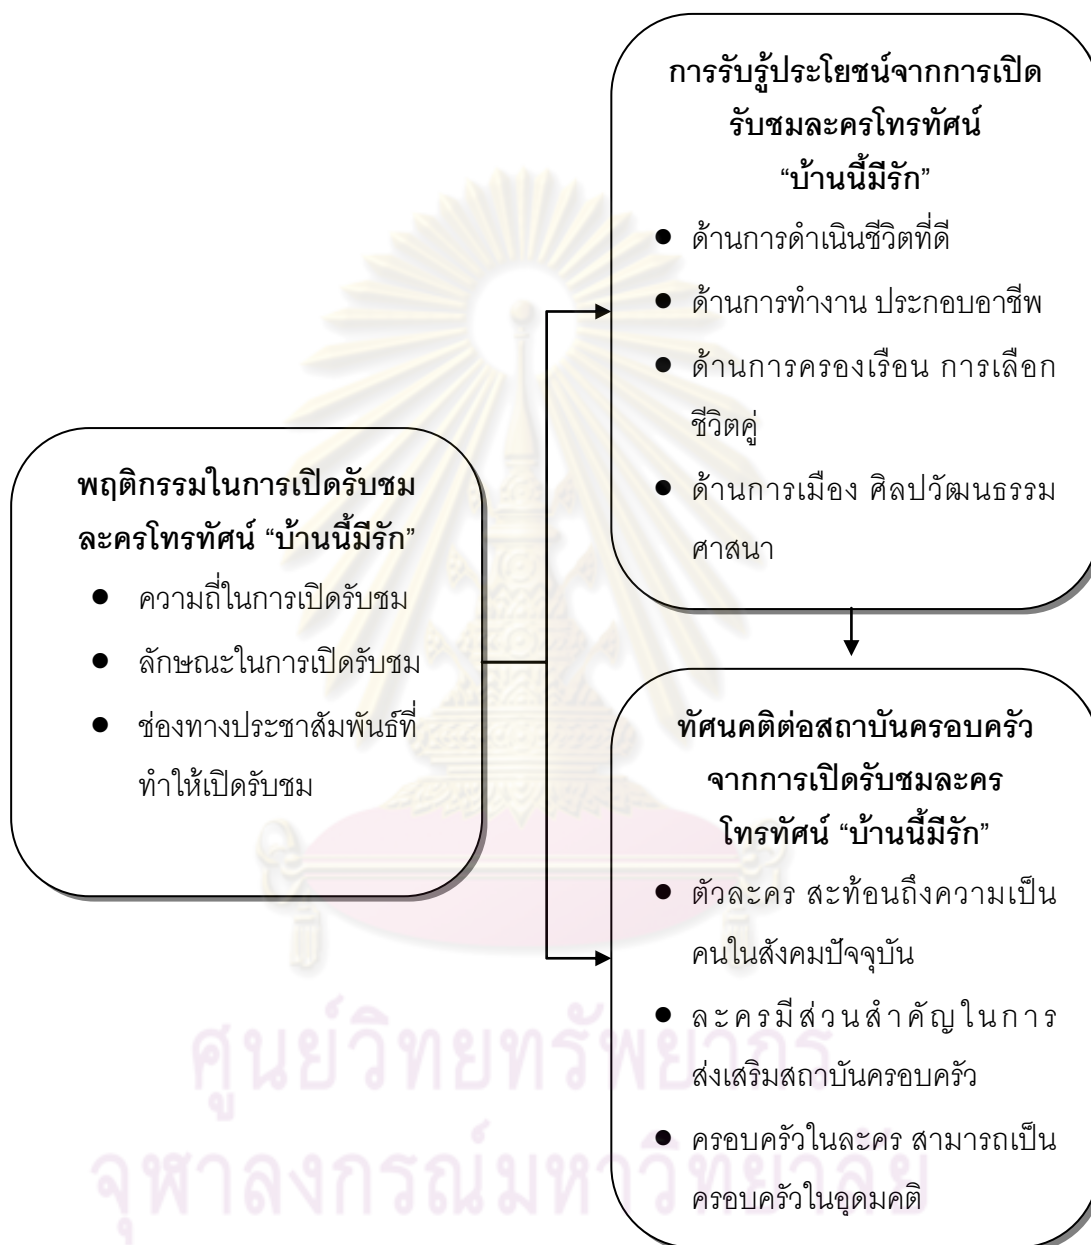 การรับรู้ประโยชน์จากการเปิด
รับชมละครโทรทัศน์
“บ้านนี้มีรัก”
● ด้านการดำเนินชีวิตที่ดี
● ด้านการทำงาน ประกอบอาชีพ
● ด้านการครองเรือน การเลือก
ชีวิตคู่
● ด้านการเมือง ศิลปวัฒนธรรม
ศาสนา
พฤติกรรมในการเปิดรับชม
ละครโทรทัศน์ “บ้านนี้มีรัก”
● ความถี่ในการเปิดรับชม
● ลักษณะในการเปิดรับชม
● ช่องทางประชาสัมพันธ์ที่
ทำให้เปิดรับชม
ทัศนคติต่อสถาบันครอบครัว
จากการเปิดรับชมละคร
โทรทัศน์ “บ้านนี้มีรัก”
● ตัวละคร สะท้อนถึงความเป็น
คนในสังคมปัจจุบัน
● ละครมีส่วนสำคัญในการ
ส่งเสริมสถาบันครอบครัว
● ครอบครัวในละคร สามารถเป็น
ครอบครัวในอุดมคติ
ศูนย์วิทยทรัพยากร
จุฬาลงกรณ์มหาวิทยาลัย